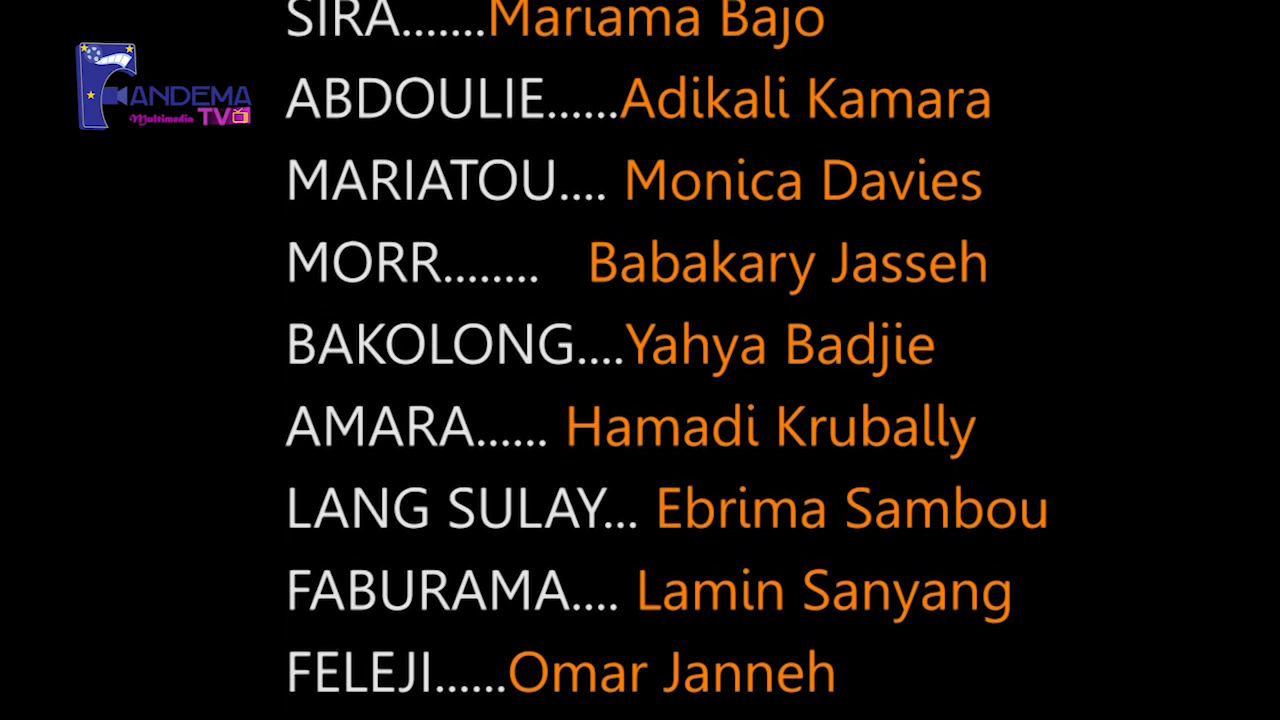 SIRA.......Mariama Bajo
FANDEMA
Multimedia TV
ABDOULIE......Adikali Kamara
MARIATOU.... Monica Davies
MORR........ Babakary Jasseh
BAKOLONG....Yahya Badjie
AMARA...... Hamadi Krubally
LANG SULAY... Ebrima Sambou
FABURAMA.... Lamin Sanyang
FELEJI......Omar Janneh